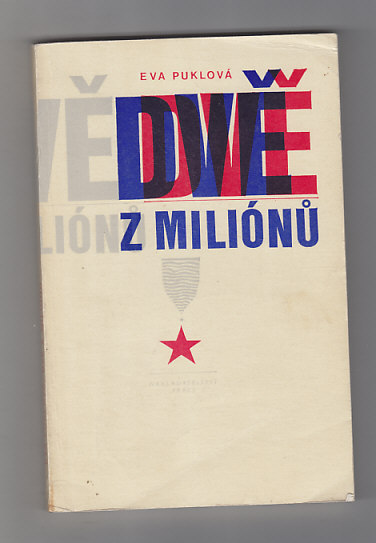 EVA PUKLOVÁ
DVĚ
Z MILIÓNŮ